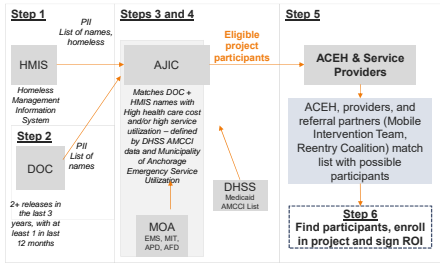 Step 1
PII
List of names,
homeless
HMIS
Homeless
Management
Information
System
Step 2
DOC
PII
List of
names
2+ releases in
the last 3
years, with at
least 1 in last
12 months
Steps 3 and 4
AJIC
Matches DOC +
HMIS names with
High health care cost
and/or high service
utilization – defined
by DHSS AMCCI
data and Municipality
of Anchorage
Emergency Service
Utilization
MOA
EMS, MIT,
APD, AFD
DHSS
Medicaid
AMCCI List
Eligible
project
participants
Step 5
ACEH & Service
Providers
ACEH, providers, and
referral partners (Mobile
Intervention Team,
Reentry Coalition) match
list with possible
participants
Step 6
Find participants, enroll
in project and sign ROI